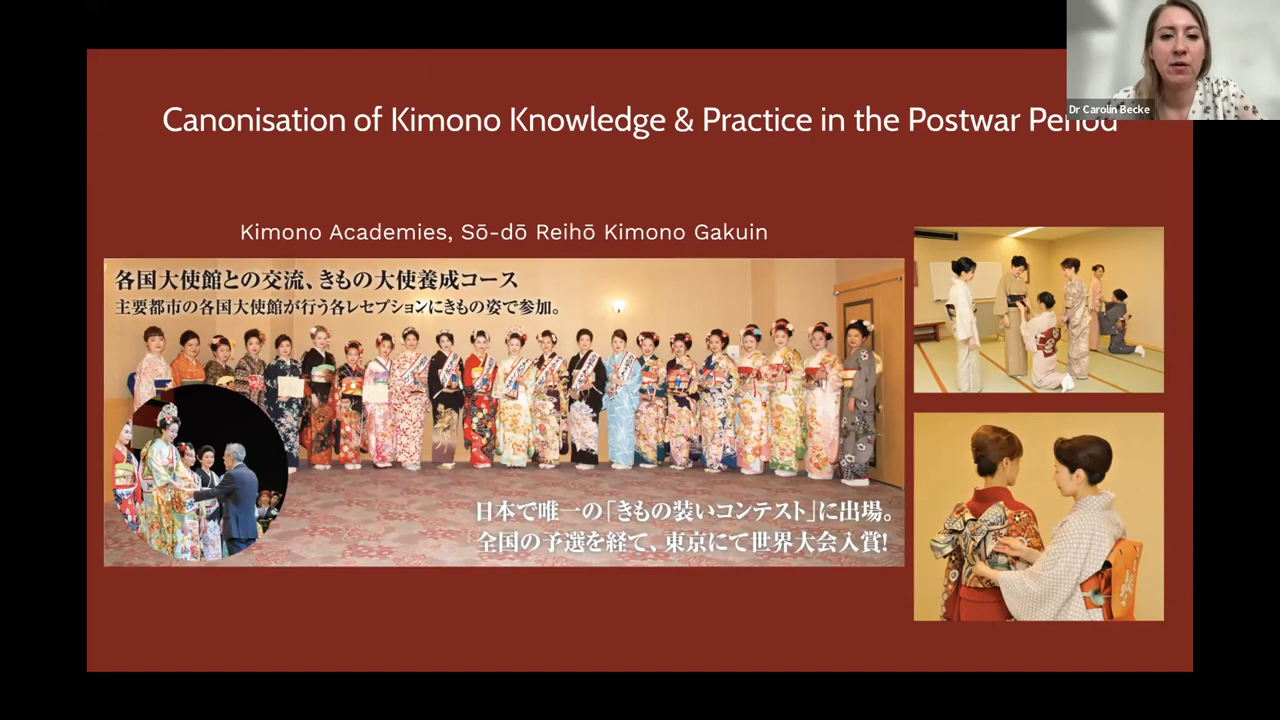 Dr Carolin Becke
Canonisation of Kimono Knowledge & Practice in the Postwar Period
Kimono Academies, Sō-dō Reihō Kimono Gakuin
各国大使館との交流、きもの大使養成コース
主要都市の各国大使館が行う各レセプションにきもの姿で参加。
日本で唯一の「きもの装いコンテスト」に出場。
全国の予選を経て、東京にて世界大会入賞!